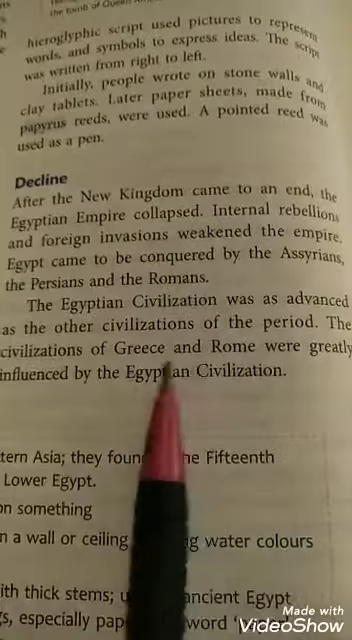 the tomb of Queen
hieroglyphic script used pictures to represent
words, and symbols to express ideas. The script
was written from right to left.
Initially, people wrote on stone walls and
clay tablets. Later paper sheets, made from
papyrus reeds, were used. A pointed reed was
used as a pen.
Decline
After the New Kingdom came to an end, the
Egyptian Empire collapsed. Internal rebellions
and foreign invasions weakened the empire.
Egypt came to be conquered by the Assyrians,
the Persians and the Romans.
The Egyptian Civilization was as advanced
as the other civilizations of the period. The
civilizations of Greece and Rome were greatly
influenced by the Egyptian Civilization.
tern Asia; they foun he Fifteenth
Lower Egypt.
on something
n a wall or ceiling g water colours
ith thick stems; u ancient Egypt
s, especially pap word
Made with
VideoShow